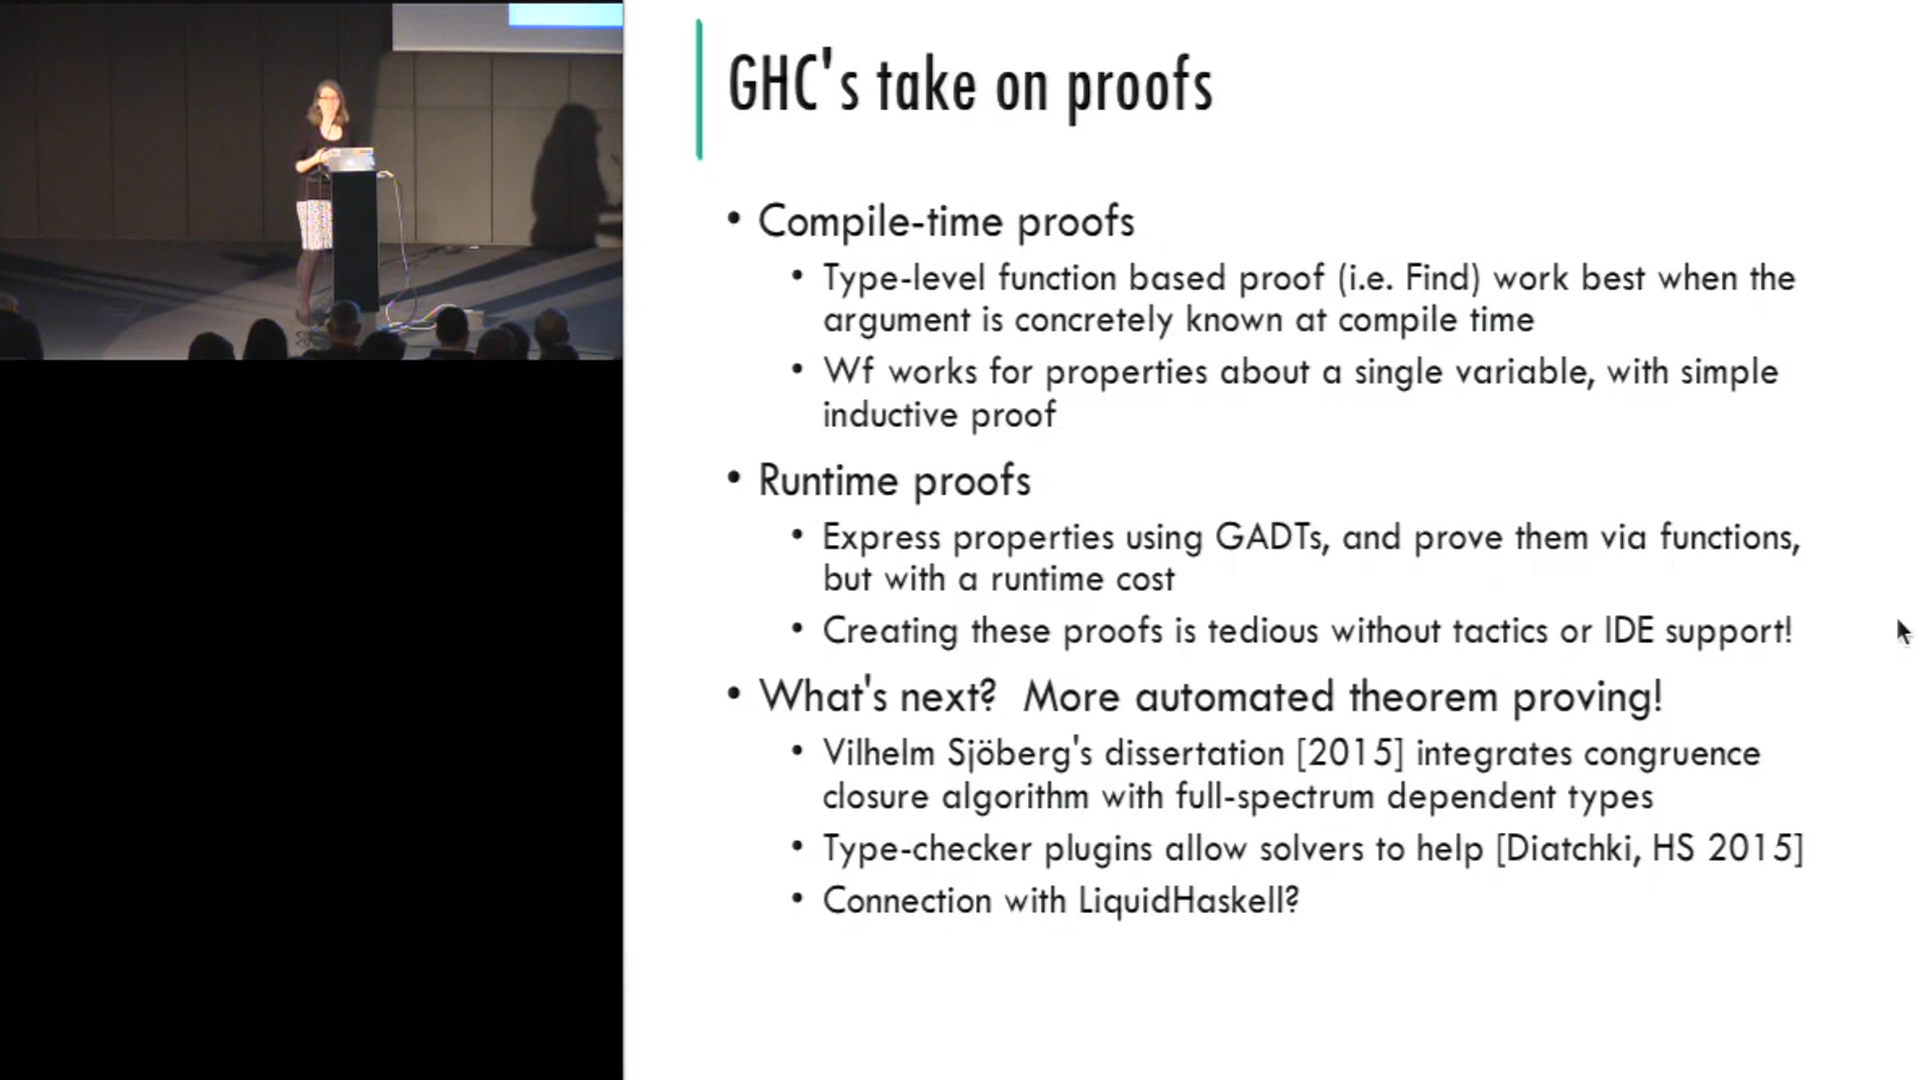 GHC's take on proofs
• Compile-time proofs
• Type-level function based proof (i.e. Find) work best when the
argument is concretely known at compile time
• Wf works for properties about a single variable, with simple
inductive proof
• Runtime proofs
• Express properties using GADTs, and prove them via functions,
but with a runtime cost
• Creating these proofs is tedious without tactics or IDE support!
• What's next?  More automated theorem proving!
• Vilhelm Sjöberg's dissertation [2015] integrates congruence
closure algorithm with full-spectrum dependent types
• Type-checker plugins allow solvers to help [Diatchki, HS 2015]
• Connection with LiquidHaskell?